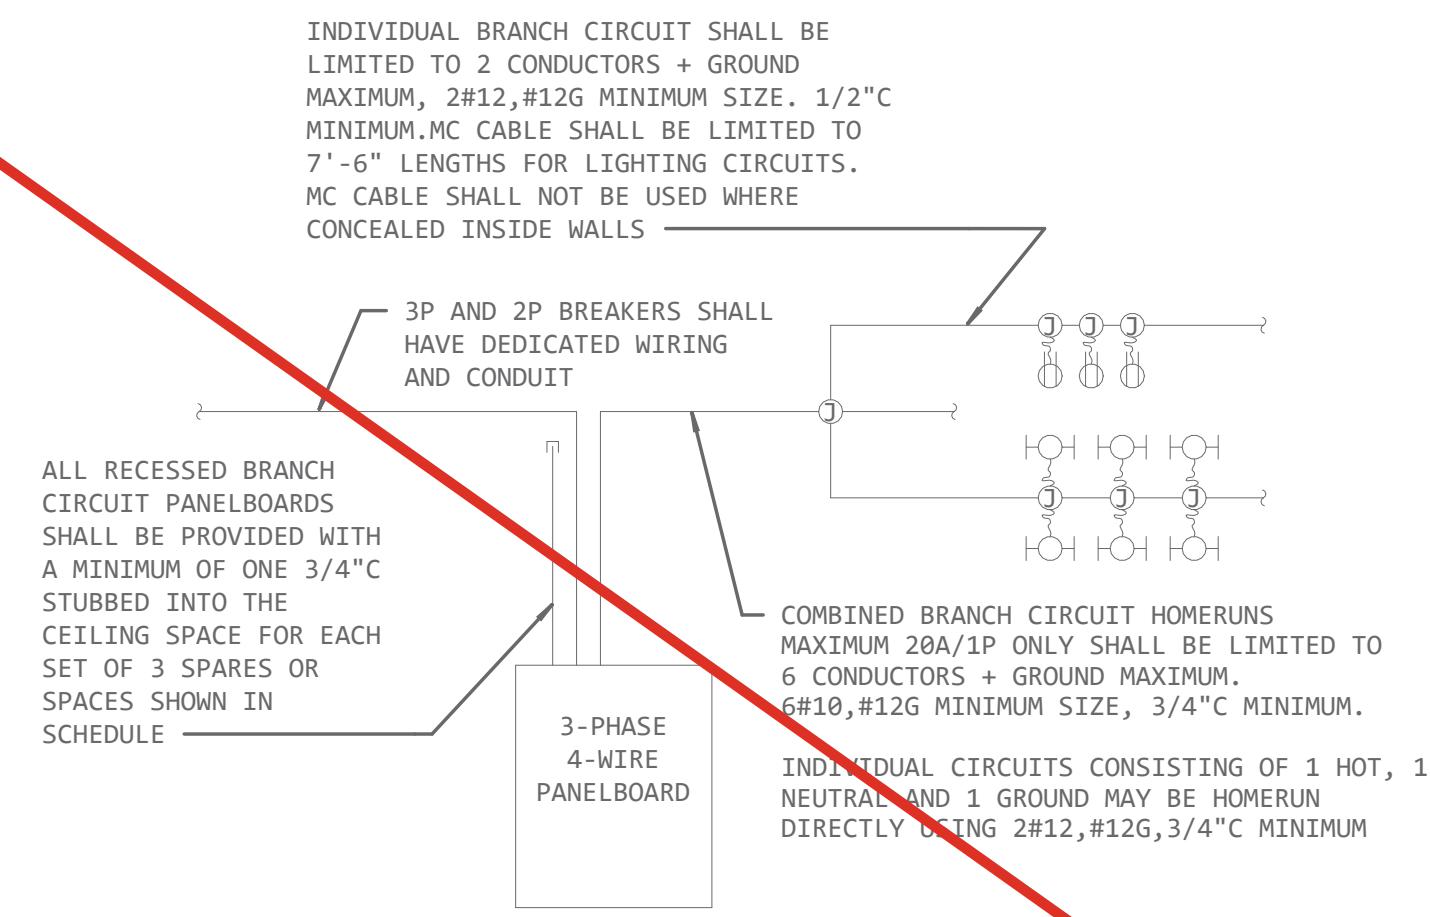 INDIVIDUAL BRANCH CIRCUIT SHALL BE
LIMITED TO 2 CONDUCTORS + GROUND
MAXIMUM, 2#12,#12G MINIMUM SIZE. 1/2"C
MINIMUM.MC CABLE SHALL BE LIMITED TO
7'-6" LENGTHS FOR LIGHTING CIRCUITS.
MC CABLE SHALL NOT BE USED WHERE
CONCEALED INSIDE WALLS
3P AND 2P BREAKERS SHALL
HAVE DEDICATED WIRING
AND CONDUIT
J J J
J
ALL RECESSED BRANCH
CIRCUIT PANELBOARDS
SHALL BE PROVIDED WITH
A MINIMUM OF ONE 3/4"C
STUBBED INTO THE
CEILING SPACE FOR EACH
SET OF 3 SPARES OR
SPACES SHOWN IN
SCHEDULE
J J J
3-PHASE
4-WIRE
PANELBOARD
COMBINED BRANCH CIRCUIT HOMERUNS
MAXIMUM 20A/1P ONLY SHALL BE LIMITED TO
6 CONDUCTORS + GROUND MAXIMUM.
6#10,#12G MINIMUM SIZE, 3/4"C MINIMUM.
INDIVIDUAL CIRCUITS CONSISTING OF 1 HOT, 1
NEUTRAL AND 1 GROUND MAY BE HOMERUN
DIRECTLY USING 2#12,#12G,3/4"C MINIMUM